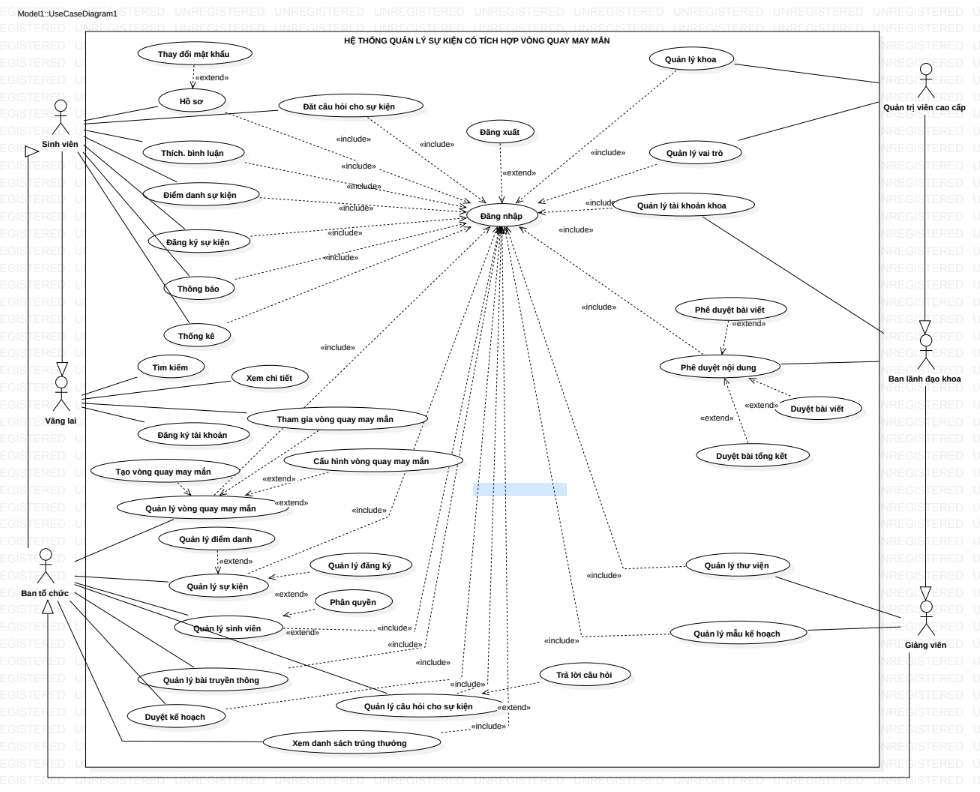 Model1::UseCaseDiagram1
HỆ THỐNG QUẢN LÝ SỰ KIỆN CÓ TÍCH HỢP VÒNG QUAY MAY MẮN
Thay đổi mật khẩu
Quản lý khoa
«extend»
Hồ sơ
Đăt câu hỏi cho sự kiện
Quản trị viên cao cấp
«include»
Đăng xuất
Sinh viên
«include»
«include»
Thích. bình luận
Quản lý vai trò
«include»
«extend»
«include»
Điểm danh sự kiện
«include»
Quản lý tài khoản khoa
«include»
Đăng nhập
«include»
«include»
Đăng ký sự kiện
«include»
Thông báo
«include»
Phê duyệt bài viết
«extend»
Thống kê
«include»
Tìm kiếm
Phê duyệt nội dung
Xem chi tiết
Ban lãnh đạo khoa
«extend»
Duyệt bài viết
Vãng lai
Tham gia vòng quay may mắn
«extend»
Đăng ký tài khoản
Cấu hình vòng quay may mắn
Duyệt bài tổng kết
Tạo vòng quay may mắn
«extend»
«extend»
Quản lý vòng quay may mắn
«include»
Quản lý điểm danh
«extend»
Quản lý đăng ký
Quản lý thư viện
«include»
Quản lý sự kiện
Ban tổ chức
«extend»
Phân quyền
Quản lý sinh viên
«include»
«extend»
Quản lý mẫu kế hoạch
«include»
«include»
Giảng viên
«include»
Trả lời câu hỏi
Quản lý bài truyền thông
«include»
Quản lý câu hỏi cho sự kiện
«extend»
Duyệt kế hoạch
«include»
Xem danh sách trúng thưởng
UNREGISTERED